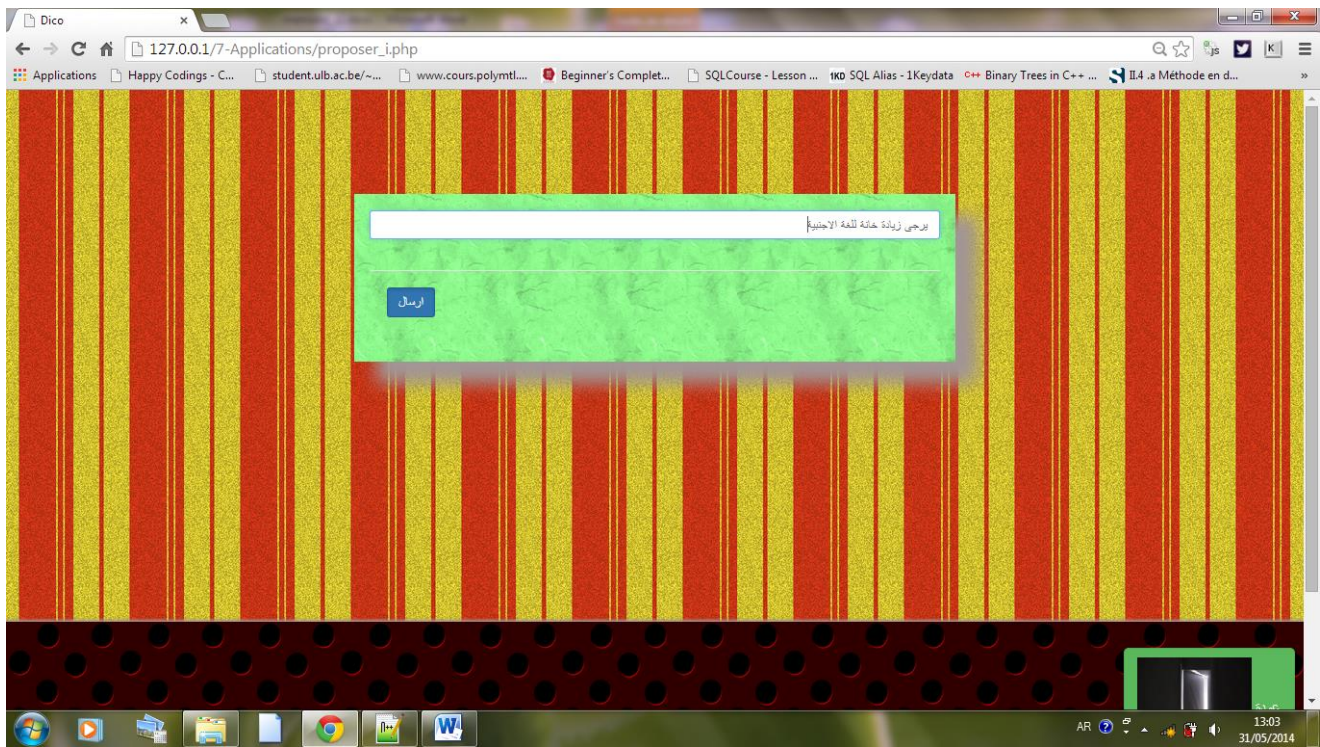 Dico
127.0.0.1/7-Applications/proposer_i.php
Applications Happy Codings - C... student.ulb.ac.be/~... www.cours.polymtl.... Beginner's Complet... SQLCourse - Lesson ... 1KD SQL Alias - 1Keydata C++ Binary Trees in C++ ... II.4 .a Méthode en d... »
يرجى زيادة خانة للغة الاجنبية
ارسال
AR
13:03
31/05/2014